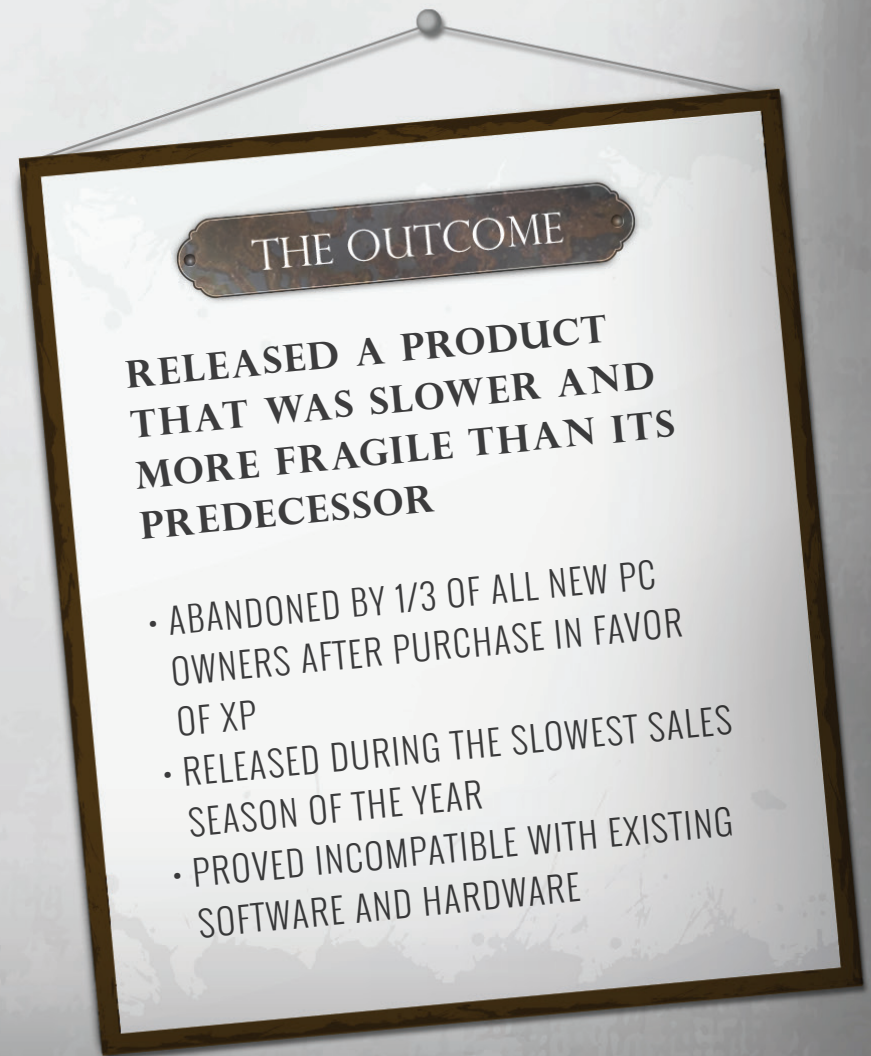 THE OUTCOME
RELEASED A PRODUCT
THAT WAS SLOWER AND
MORE FRAGILE THAN ITS
PREDECESSOR
• ABANDONED BY 1/3 OF ALL NEW PC
OWNERS AFTER PURCHASE IN FAVOR
OF XP
• RELEASED DURING THE SLOWEST SALES
SEASON OF THE YEAR
• PROVED INCOMPATIBLE WITH EXISTING
SOFTWARE AND HARDWARE